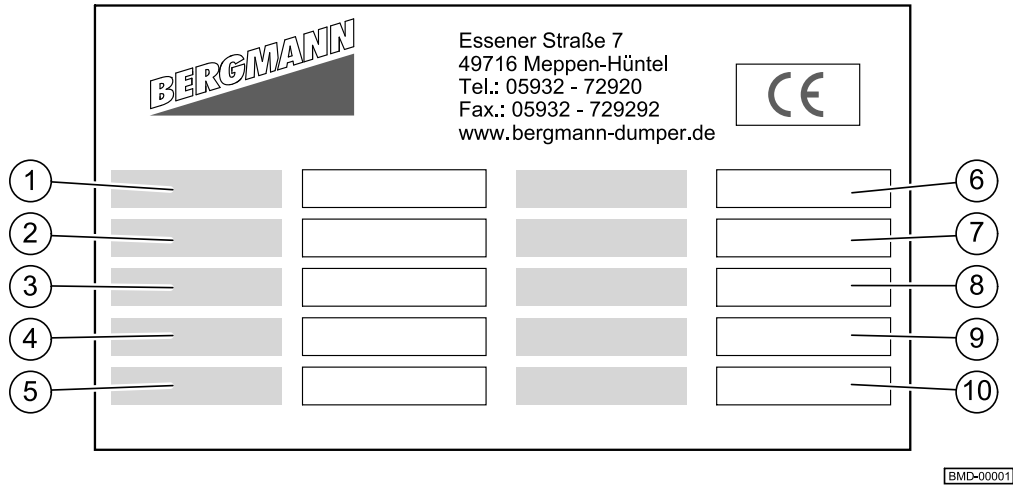 BERGMANN
Essener Straße 7
49716 Meppen-Hüntel
Tel.: 05932 - 72920
Fax.: 05932 - 729292
www.bergmann-dumper.de
CE
1
6
2
7
3
8
4
9
5
10
BMD-00001